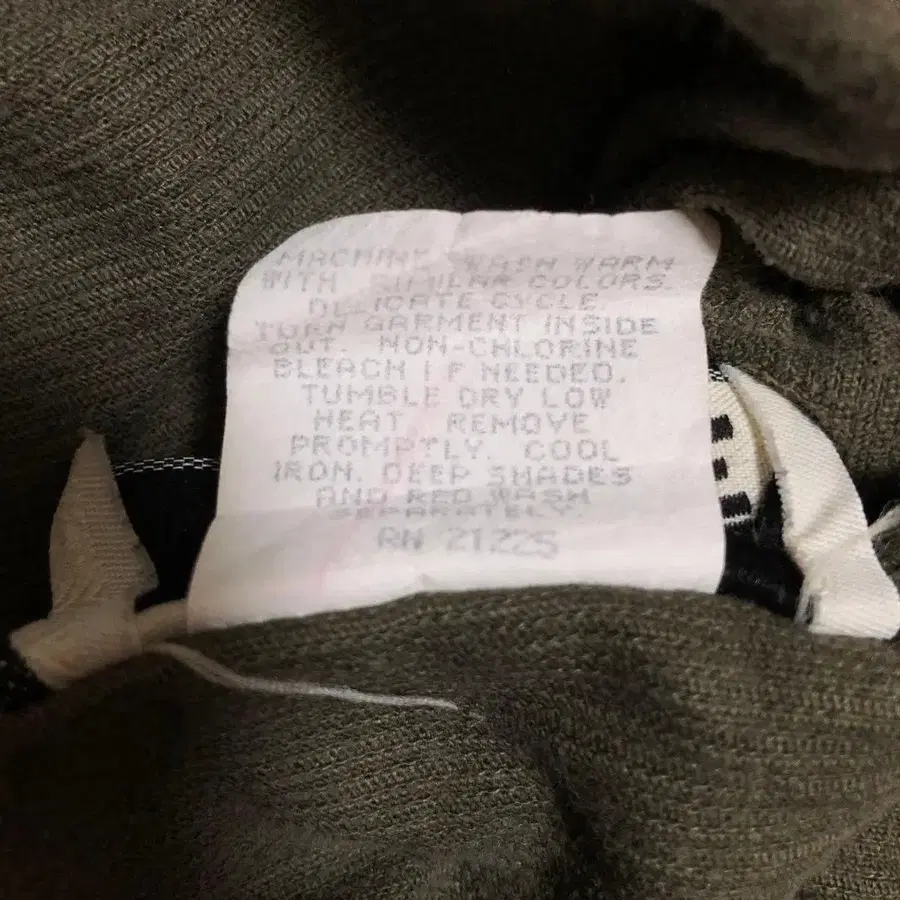 MACHINE WASH WARM
WITH SIMILAR COLORS.
DELICATE CYCLE.
TURN GARMENT INSIDE
OUT. NON-CHLORINE
BLEACH IF NEEDED.
TUMBLE DRY LOW
HEAT. REMOVE
PROMPTLY. COOL
IRON. DEEP SHADES
AND RED WASH
SEPARATELY.
RN 21225